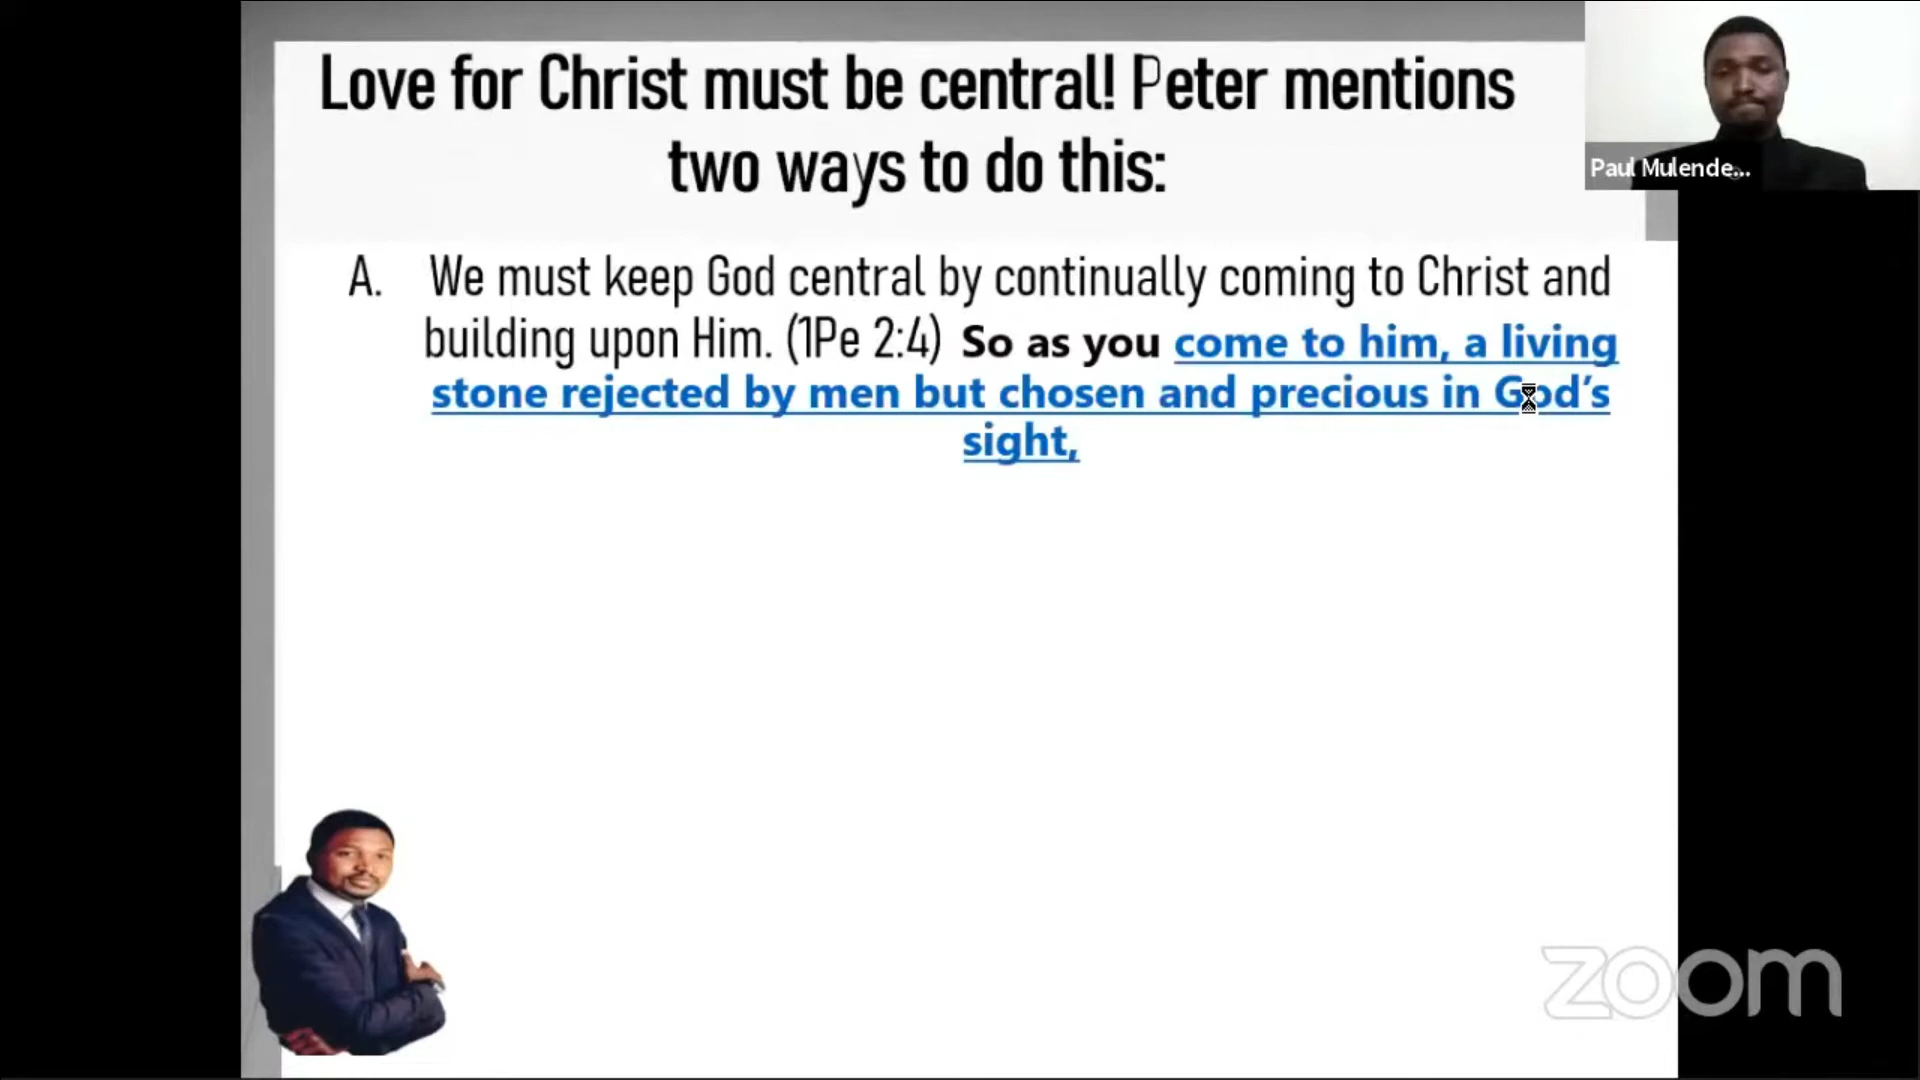 Love for Christ must be central! Peter mentions
two ways to do this:
Paul Mulende...
A. We must keep God central by continually coming to Christ and
building upon Him. (1Pe 2:4) So as you come to him, a living
stone rejected by men but chosen and precious in God’s
sight,
zoom